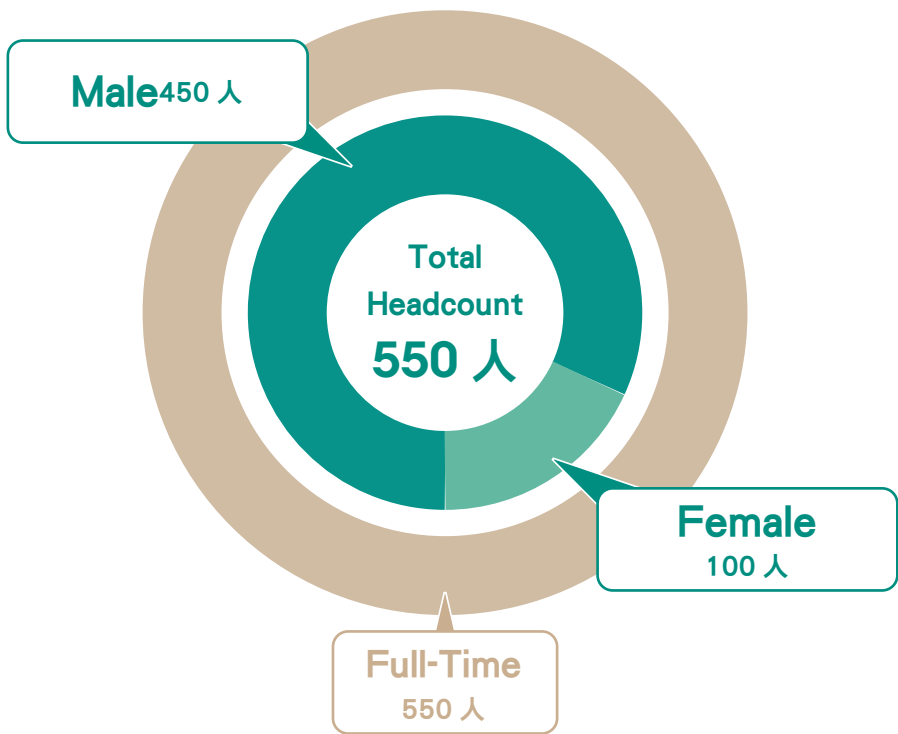 Male450 人
Total
Headcount
550 人
Female
100 人
Full-Time
550 人